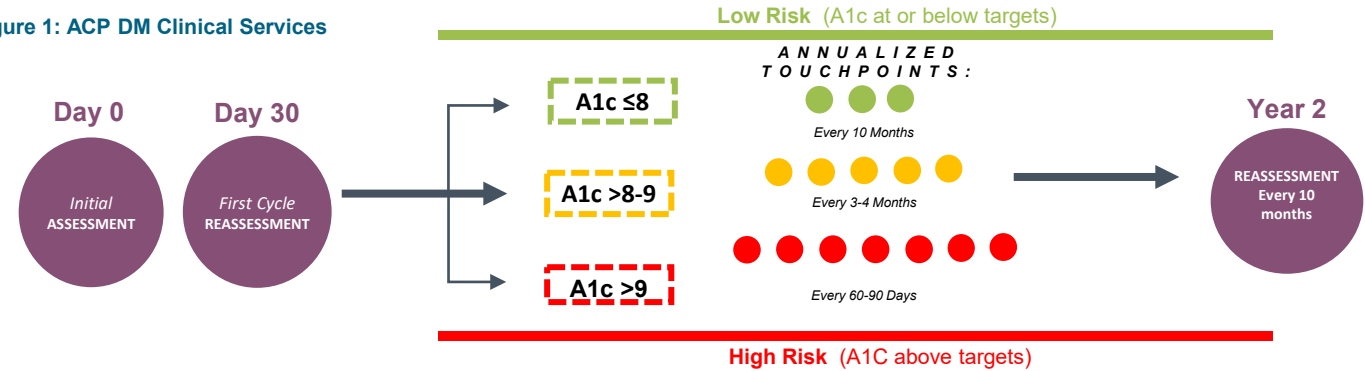 gure 1: ACP DM Clinical Services
Low Risk (A1c at or below targets)
ANNUALIZED
TOUCHPOINTS:
Day 0
Initial
ASSESSMENT
Day 30
First Cycle
REASSESSMENT
A1c ≤8
Every 10 Months
A1c >8-9
Every 3-4 Months
A1c >9
Every 60-90 Days
Year 2
REASSESSMENT
Every 10
months
High Risk (A1C above targets)